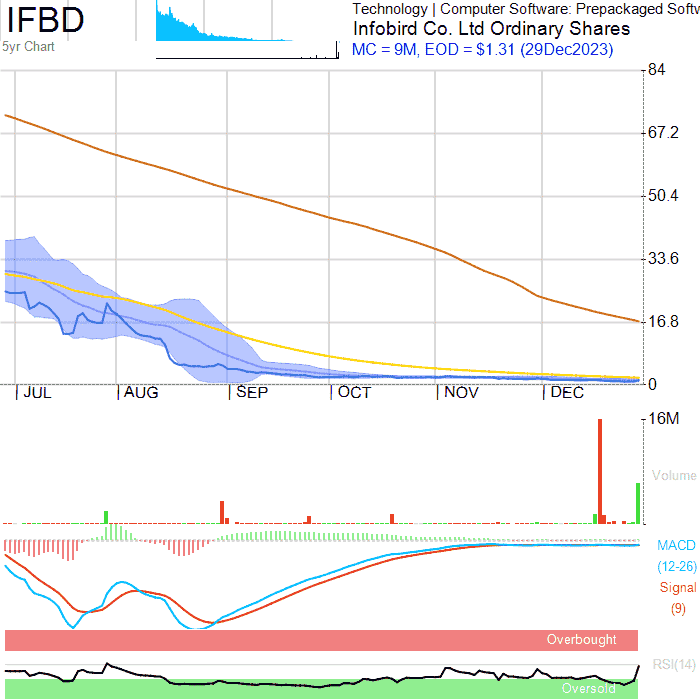 IFBD
5yr Chart
Technology | Computer Software: Prepackaged Softw
Infobird Co. Ltd Ordinary Shares
MC = 9M, EOD = $1.31 (29Dec2023)
84
67.2
50.4
33.6
16.8
0
JUL AUG SEP OCT NOV DEC
16M
Volume
MACD
(12-26)
Signal
(9)
Overbought
RSI(14)
Oversold